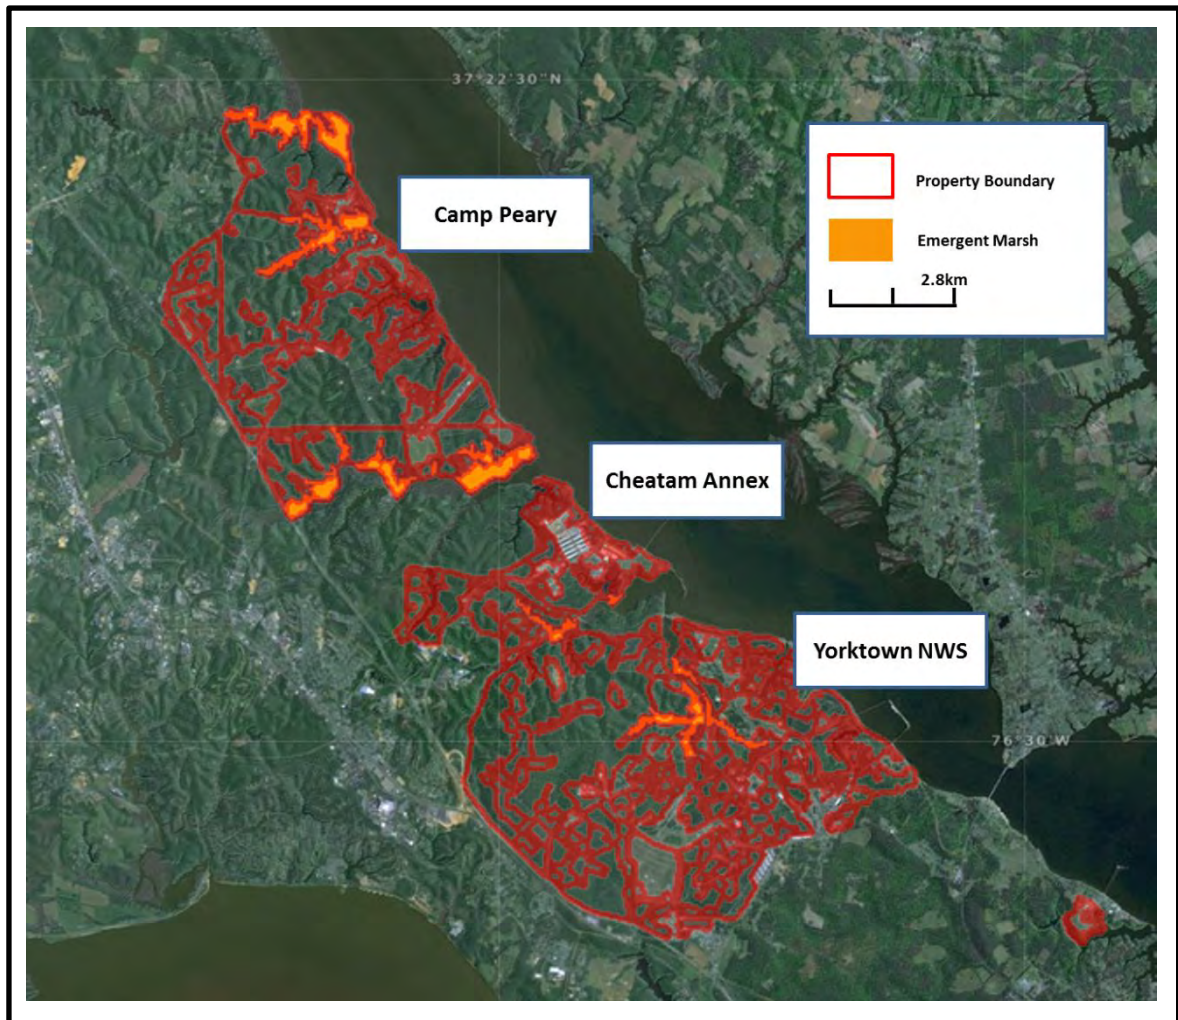 37°22'30"N
Camp Peary
Property Boundary
Emergent Marsh
2.8km
Cheatam Annex
Yorktown NWS
76°30'W